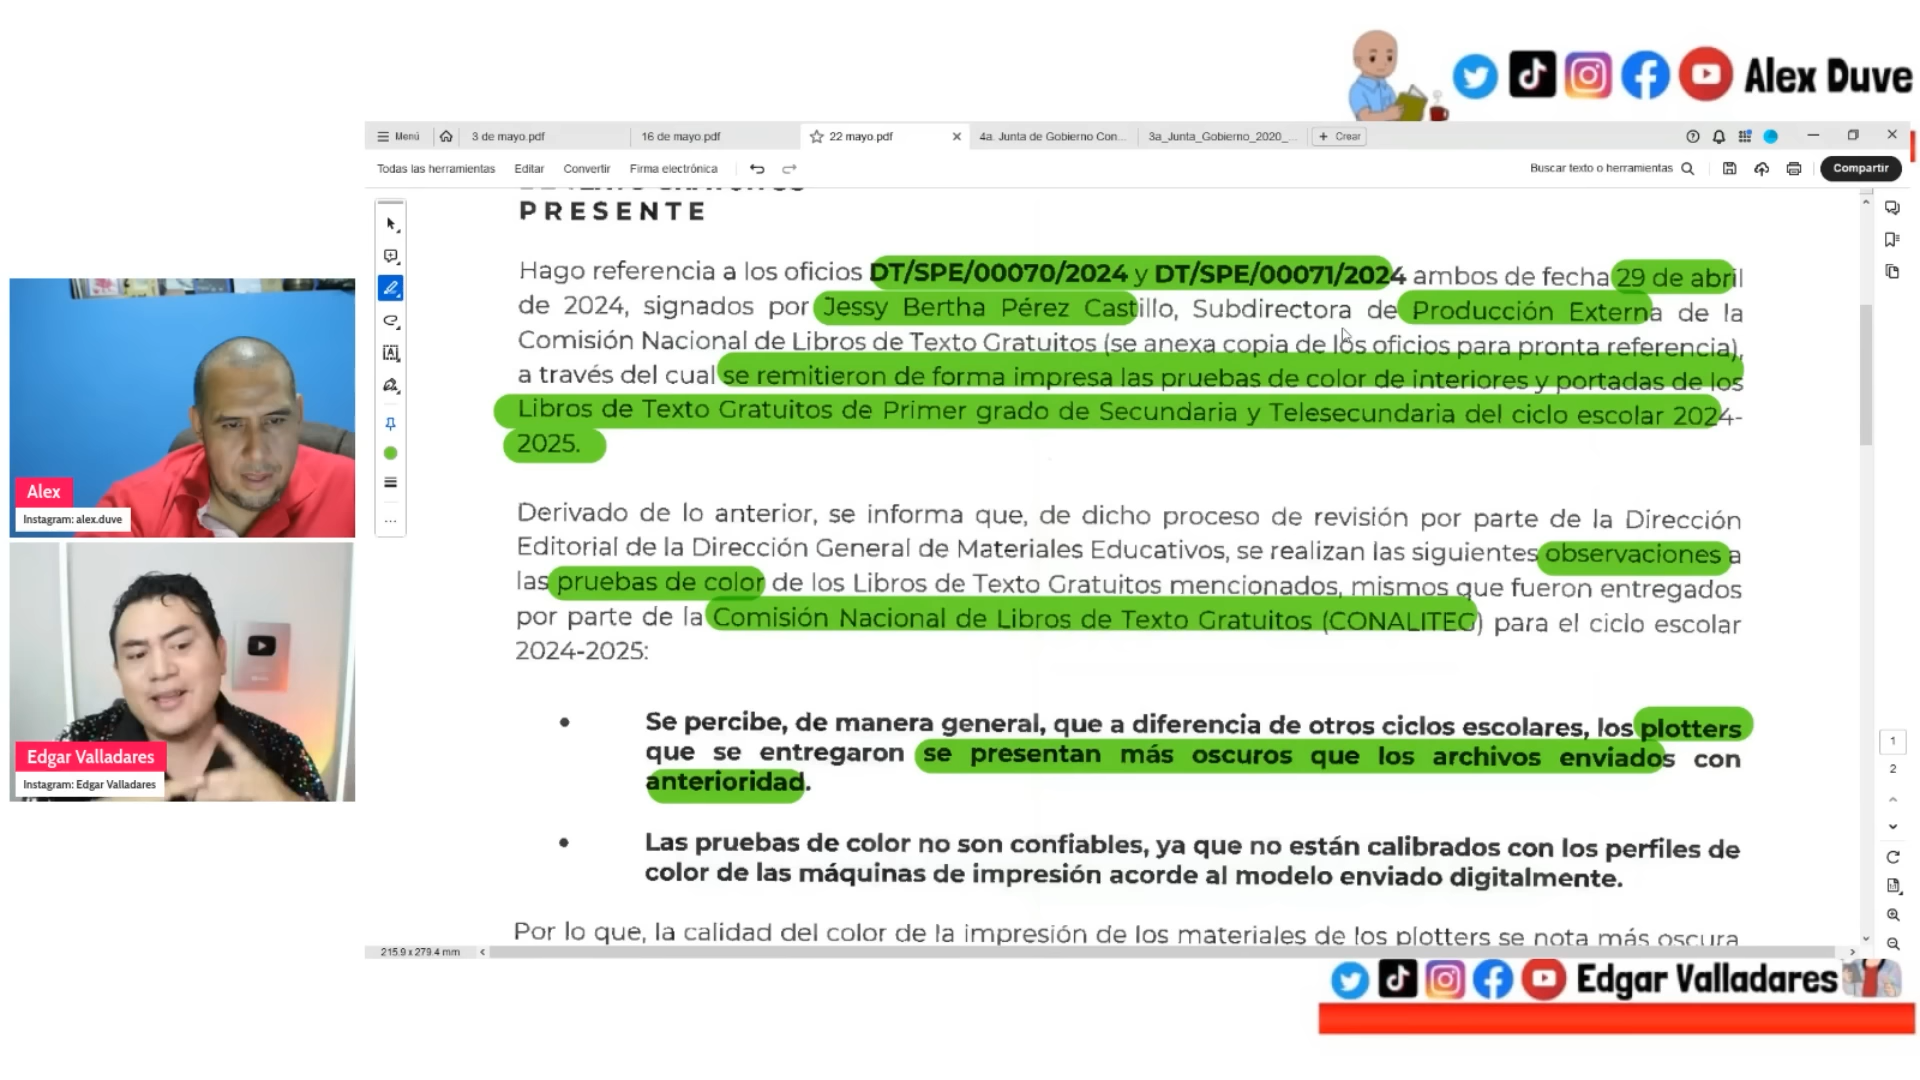 Alex Duve
Menú
3 de mayo.pdf
16 de mayo.pdf
22 mayo.pdf
4a. Junta de Gobierno Con...
3a_Junta_Gobierno_2020_...
+ Crear
Todas las herramientas
Editar
Convertir
Firma electrónica
Buscar texto o herramientas
Compartir
PRESENTE
Hago referencia a los oficios DT/SPE/00070/2024 y DT/SPE/00071/2024 ambos de fecha 29 de abril
de 2024, signados por Jessy Bertha Pérez Castillo, Subdirectora de Producción Externa de la
Comisión Nacional de Libros de Texto Gratuitos (se anexa copia de los oficios para pronta referencia),
a través del cual se remitieron de forma impresa las pruebas de color de interiores y portadas de los
Libros de Texto Gratuitos de Primer grado de Secundaria y Telesecundaria del ciclo escolar 2024-
2025.
Derivado de lo anterior, se informa que, de dicho proceso de revisión por parte de la Dirección
Editorial de la Dirección General de Materiales Educativos, se realizan las siguientes observaciones a
las pruebas de color de los Libros de Texto Gratuitos mencionados, mismos que fueron entregados
por parte de la Comisión Nacional de Libros de Texto Gratuitos (CONALITEG) para el ciclo escolar
2024-2025:
• Se percibe, de manera general, que a diferencia de otros ciclos escolares, los plotters
que se entregaron se presentan más oscuros que los archivos enviados con
anterioridad.
• Las pruebas de color no son confiables, ya que no están calibrados con los perfiles de
color de las máquinas de impresión acorde al modelo enviado digitalmente.
Por lo que, la calidad del color de la impresión de los materiales de los plotters se nota más oscura
1
2
215.9 x 279.4 mm
Alex
Instagram: alex.duve
Edgar Valladares
Instagram: Edgar Valladares
Edgar Valladares